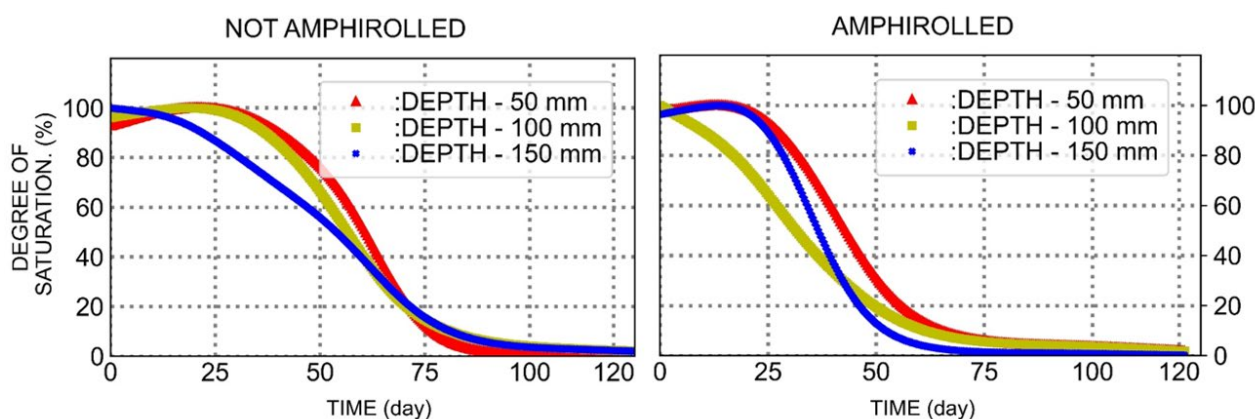 NOT AMPHIROLLED
DEGREE OF
SATURATION. (%)
100
80
60
40
20
0
:DEPTH - 50 mm
:DEPTH - 100 mm
:DEPTH - 150 mm
0 25 50 75 100 120
TIME (day)
AMPHIROLLED
:DEPTH - 50 mm
:DEPTH - 100 mm
:DEPTH - 150 mm
100
80
60
40
20
0
0 25 50 75 100 120
TIME (day)